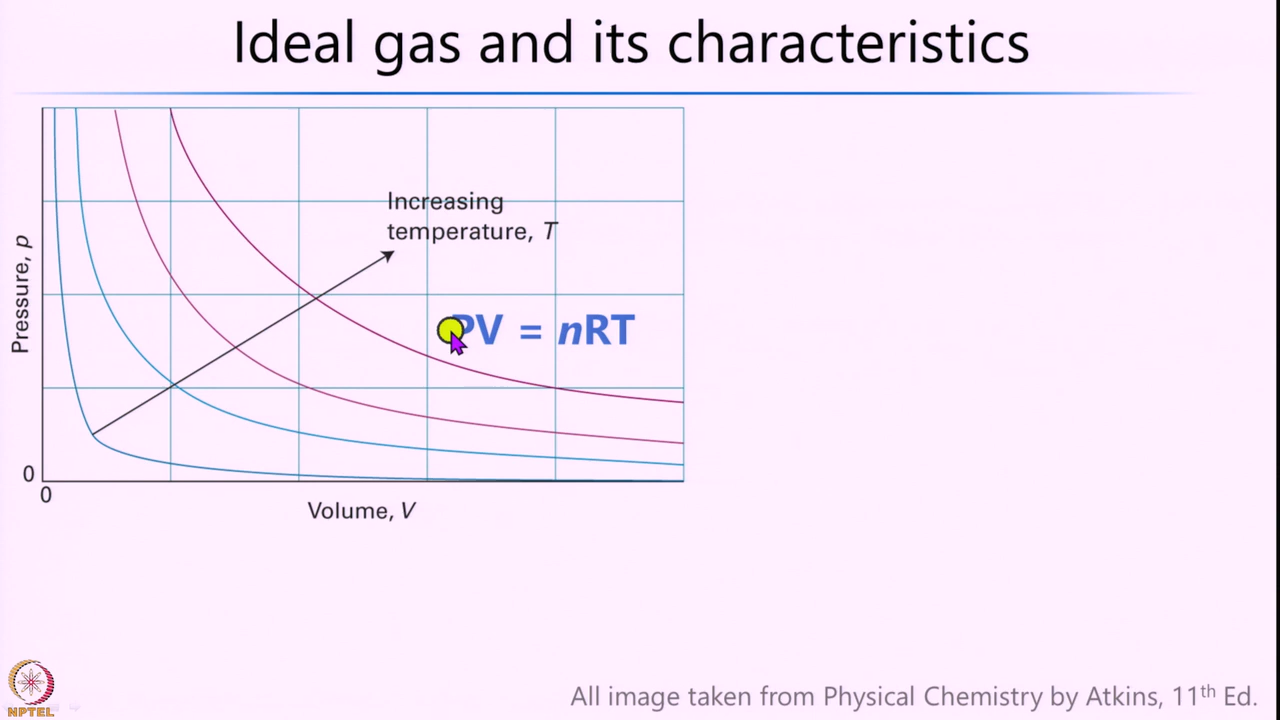 Ideal gas and its characteristics
Increasing
temperature, T
Pressure, p
PV = nRT
0
0
Volume, V
All image taken from Physical Chemistry by Atkins, 11th Ed.
NPTEL